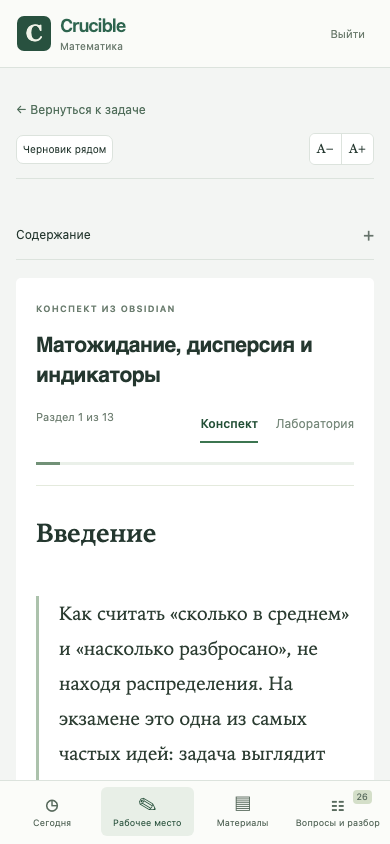 C
Crucible
Математика
Выйти
← Вернуться к задаче
Черновик рядом
A−
A+
Содержание
+
КОНСПЕКТ ИЗ OBSIDIAN
Матожидание, дисперсия и
индикаторы
Раздел 1 из 13
Конспект
Лаборатория
Введение
Как считать «сколько в среднем»
и «насколько разбросано», не
находя распределения. На
экзамене это одна из самых
частых идей: задача выглядит
Сегодня
Рабочее место
Материалы
26
Вопросы и разбор